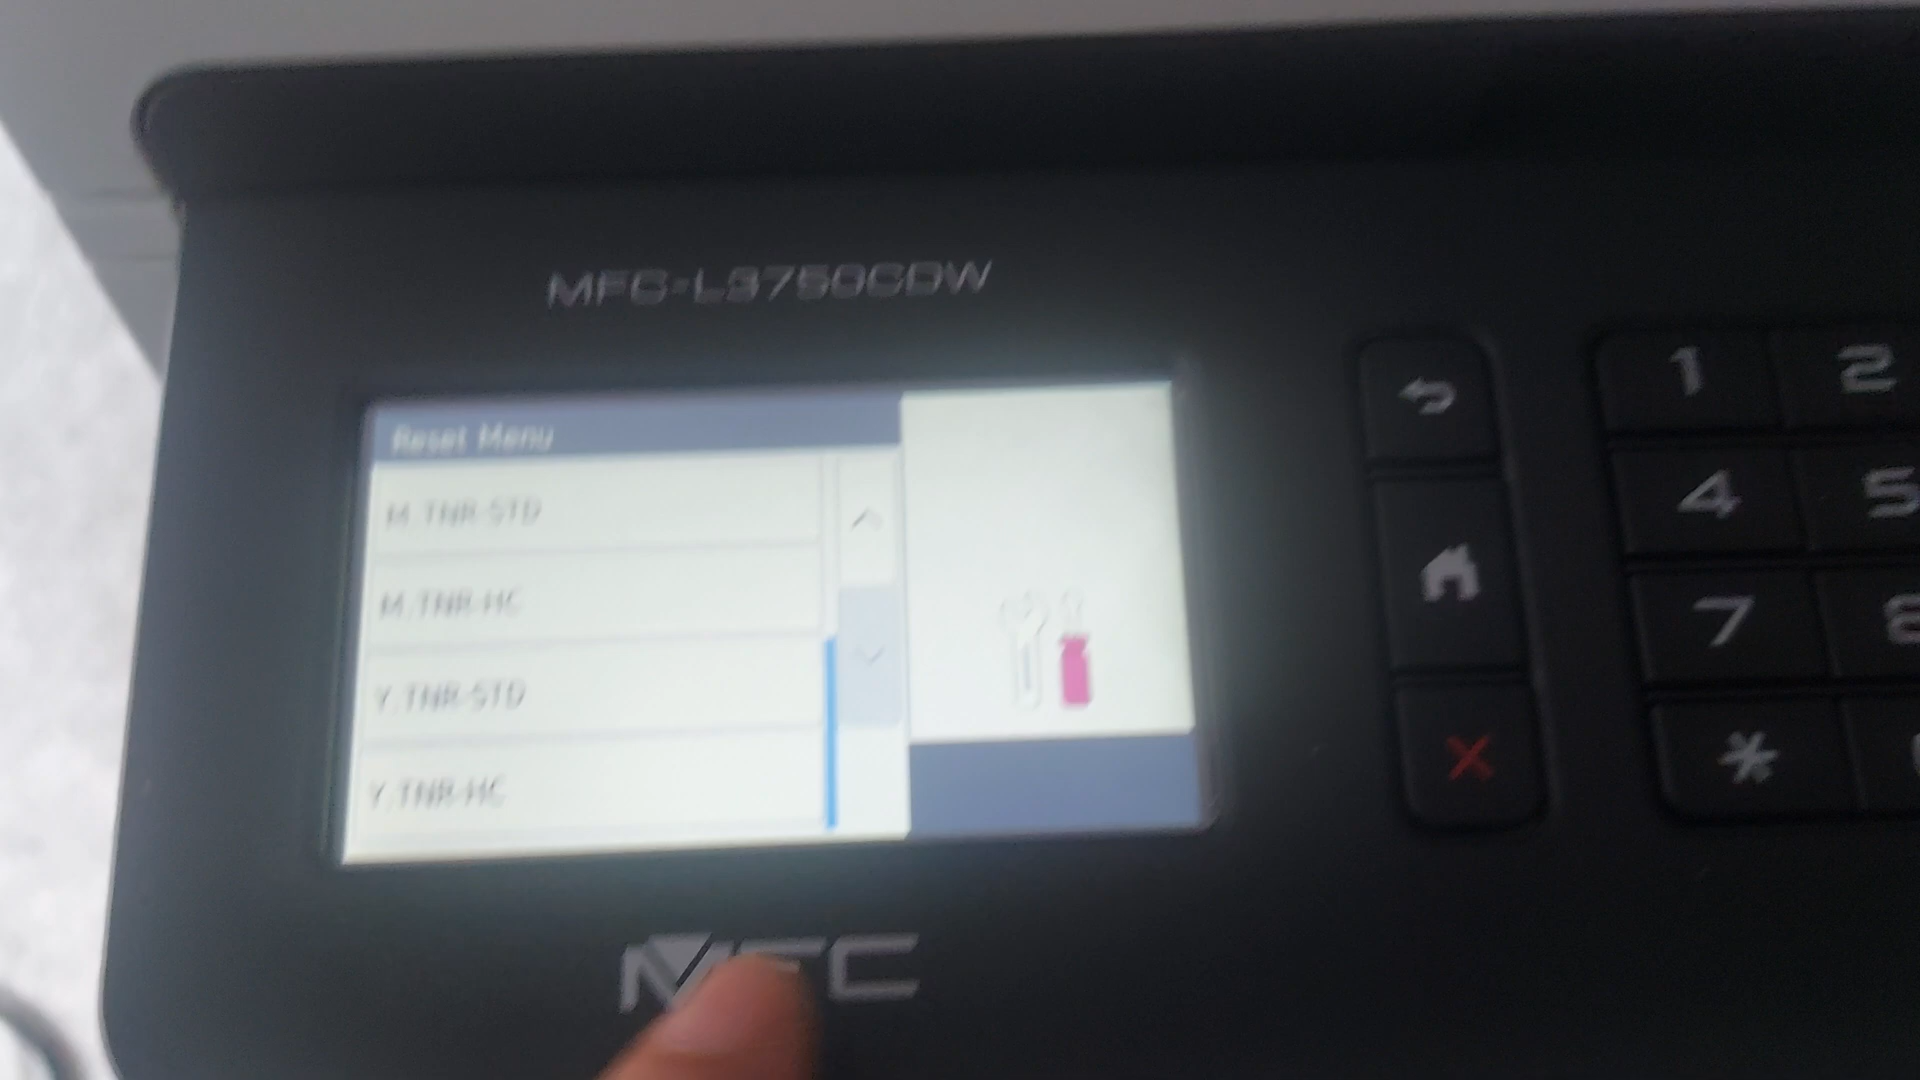 MFC-L3750CDW
Reset Menu
M.TNR-STD
M.TNR-HC
Y.TNR-STD
Y.TNR-HC
1
2
4
5
7
8
*
MFC